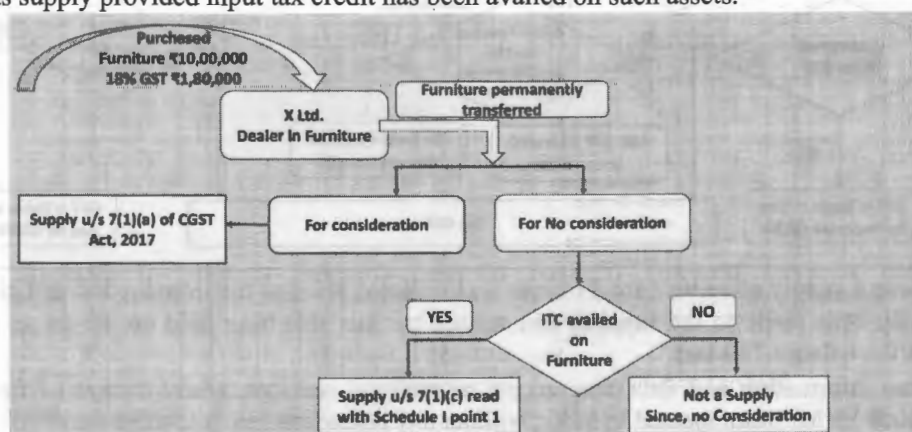 s supply provided input tax credit has been availed on such assets.
Purchased
Furniture ₹10,00,000
18% GST ₹1,80,000
X Ltd.
Dealer in Furniture
Furniture permanently
transferred
Supply u/s 7(1)(a) of CGST
Act, 2017
For consideration
For No consideration
YES
ITC availed
on
Furniture
NO
Supply u/s 7(1)(c) read
with Schedule I point 1
Not a Supply
Since, no Consideration